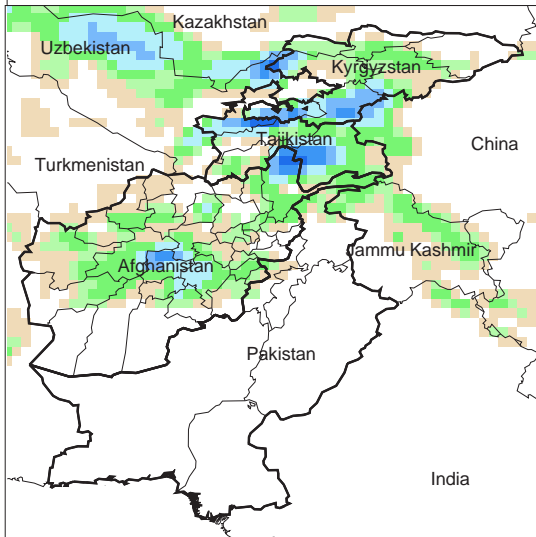 Kazakhstan
Uzbekistan
Kyrgyzstan
Tajikistan
China
Turkmenistan
Jammu Kashmir
Afghanistan
Pakistan
India